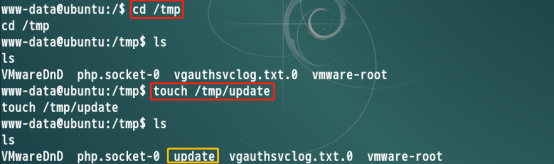 www-data@ubuntu:/$ cd /tmp
cd /tmp
www-data@ubuntu:/tmp$ ls
ls
VMwareDnD  php.socket-0  vgauthsvclog.txt.0  vmware-root
www-data@ubuntu:/tmp$ touch /tmp/update
touch /tmp/update
www-data@ubuntu:/tmp$ ls
ls
VMwareDnD  php.socket-0  update  vgauthsvclog.txt.0  vmware-root